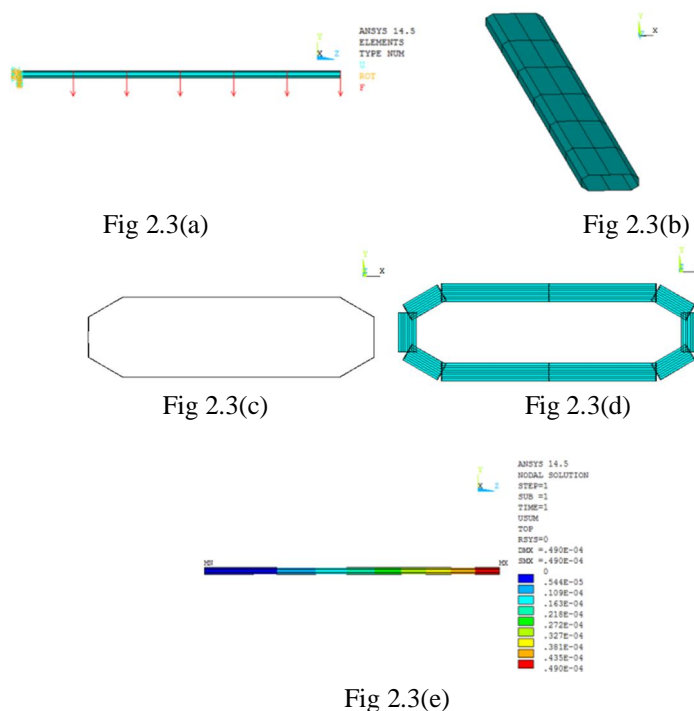 ANSYS 14.5
ELEMENTS
TYPE NUM
U
ROT
F
Y
X Z
Y
X
Fig 2.3(a)
Fig 2.3(b)
Y
X
Y
Fig 2.3(c)
Fig 2.3(d)
ANSYS 14.5
NODAL SOLUTION
STEP=1
SUB =1
TIME=1
USUM
TOP
RSYS=0
DMX =.490E-04
SMX =.490E-04
Y
X Z
MN
MX
0
.544E-05
.109E-04
.163E-04
.218E-04
.272E-04
.327E-04
.381E-04
.435E-04
.490E-04
Fig 2.3(e)